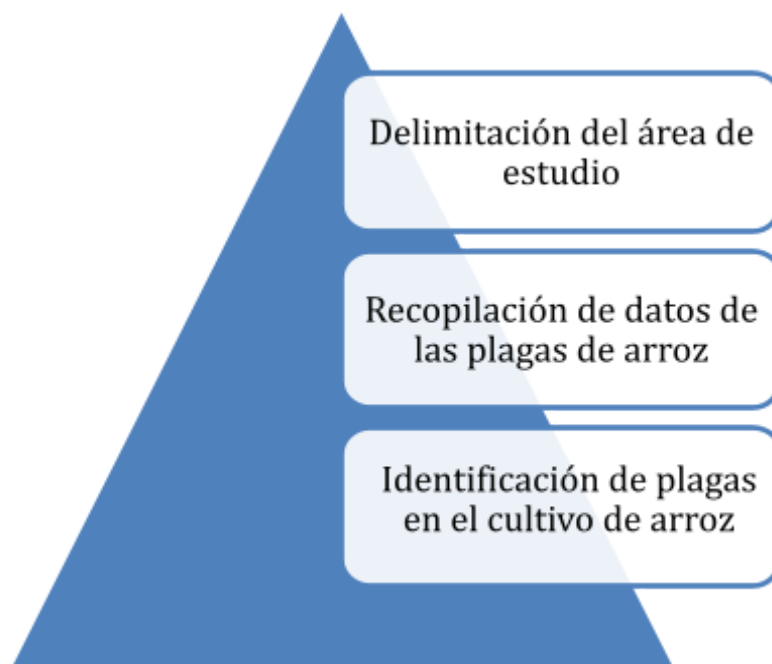 Delimitación del área de
estudio
Recopilación de datos de
las plagas de arroz
Identificación de plagas
en el cultivo de arroz